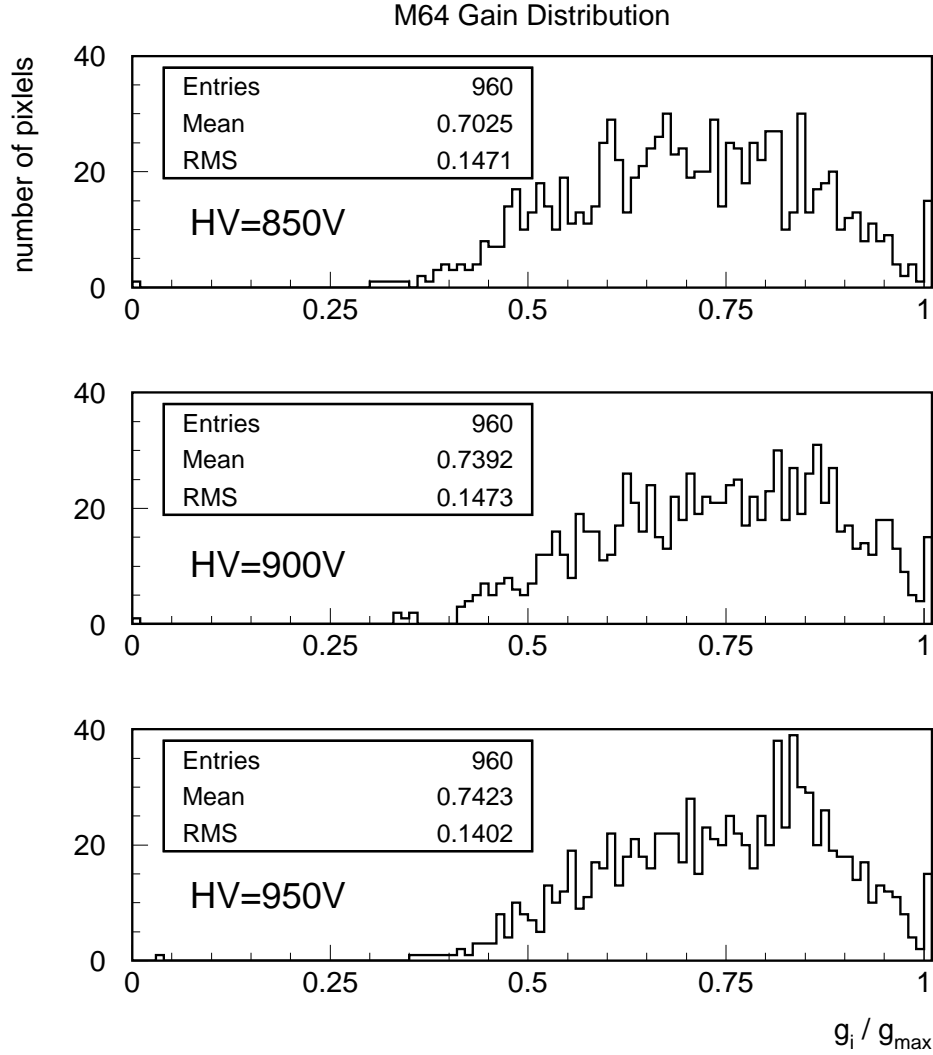 M64 Gain Distribution
number of pixlels
40
20
0
Entries 960
Mean 0.7025
RMS 0.1471
HV=850V
0 0.25 0.5 0.75 1
40
20
0
Entries 960
Mean 0.7392
RMS 0.1473
HV=900V
0 0.25 0.5 0.75 1
40
20
0
Entries 960
Mean 0.7423
RMS 0.1402
HV=950V
0 0.25 0.5 0.75 1
g_i / g_max